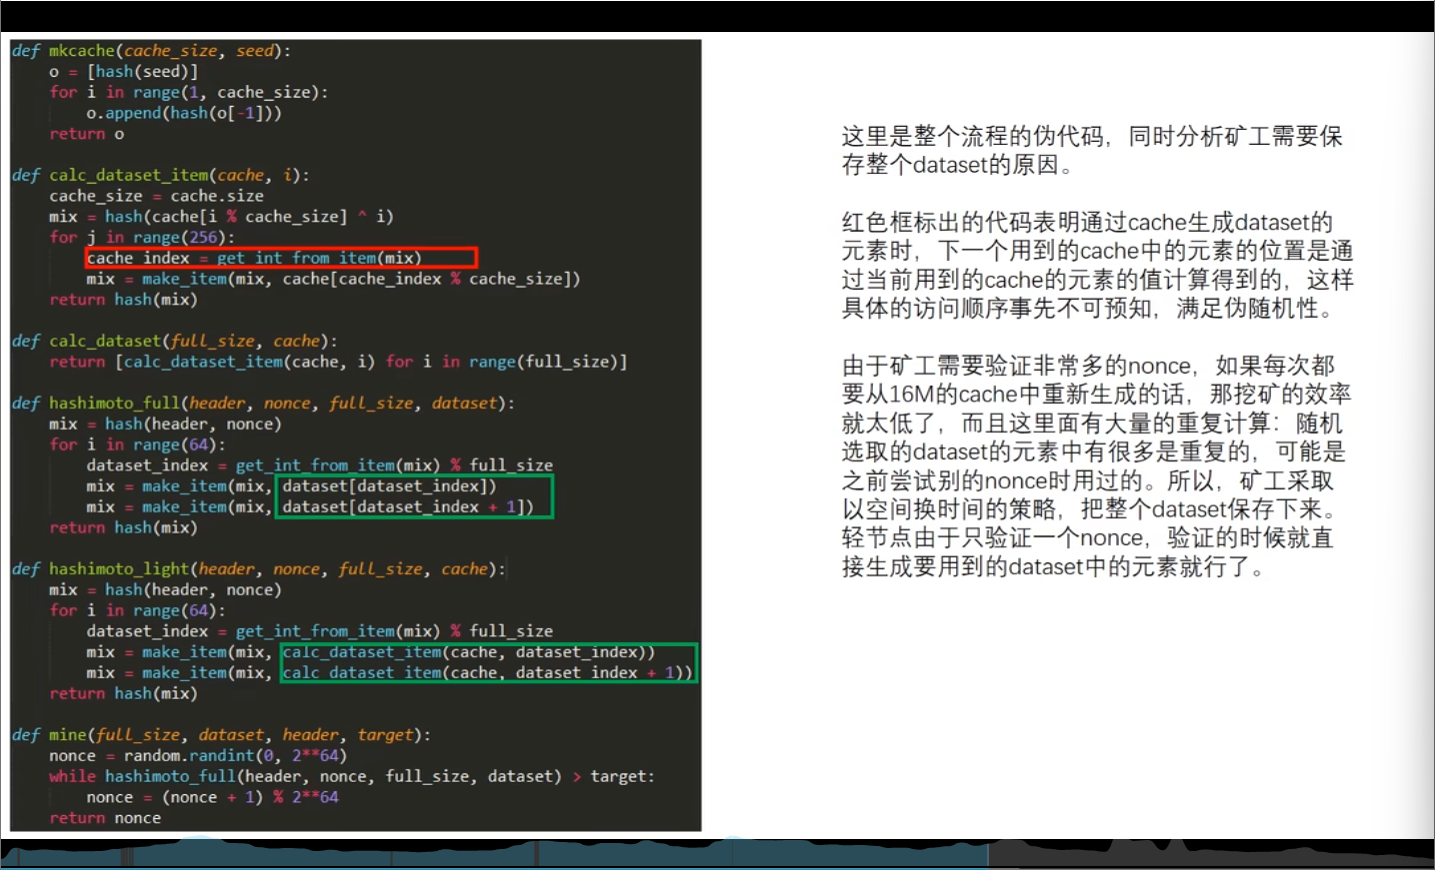 def mkcache(cache_size, seed):
    o = [hash(seed)]
    for i in range(1, cache_size):
        o.append(hash(o[-1]))
    return o
def calc_dataset_item(cache, i):
    cache_size = cache.size
    mix = hash(cache[i % cache_size] ^ i)
    for j in range(256):
        cache_index = get_int_from_item(mix)
        mix = make_item(mix, cache[cache_index % cache_size])
    return hash(mix)
def calc_dataset(full_size, cache):
    return [calc_dataset_item(cache, i) for i in range(full_size)]
def hashimoto_full(header, nonce, full_size, dataset):
    mix = hash(header, nonce)
    for i in range(64):
        dataset_index = get_int_from_item(mix) % full_size
        mix = make_item(mix, dataset[dataset_index])
        mix = make_item(mix, dataset[dataset_index + 1])
    return hash(mix)
def hashimoto_light(header, nonce, full_size, cache):
    mix = hash(header, nonce)
    for i in range(64):
        dataset_index = get_int_from_item(mix) % full_size
        mix = make_item(mix, calc_dataset_item(cache, dataset_index))
        mix = make_item(mix, calc_dataset_item(cache, dataset_index + 1))
    return hash(mix)
def mine(full_size, dataset, header, target):
    nonce = random.randint(0, 2**64)
    while hashimoto_full(header, nonce, full_size, dataset) > target:
        nonce = (nonce + 1) % 2**64
    return nonce
这里是整个流程的伪代码，同时分析矿工需要保
存整个dataset的原因。
红色框标出的代码表明通过cache生成dataset的
元素时，下一个用到的cache中的元素的位置是通
过当前用到的cache的元素的值计算得到的，这样
具体的访问顺序事先不可预知，满足伪随机性。
由于矿工需要验证非常多的nonce，如果每次都
要从16M的cache中重新生成的话，那挖矿的效率
就太低了，而且这里面有大量的重复计算：随机
选取的dataset的元素中有很多是重复的，可能是
之前尝试别的nonce时用过的。所以，矿工采取
以空间换时间的策略，把整个dataset保存下来。
轻节点由于只验证一个nonce，验证的时候就直
接生成要用到的dataset中的元素就行了。